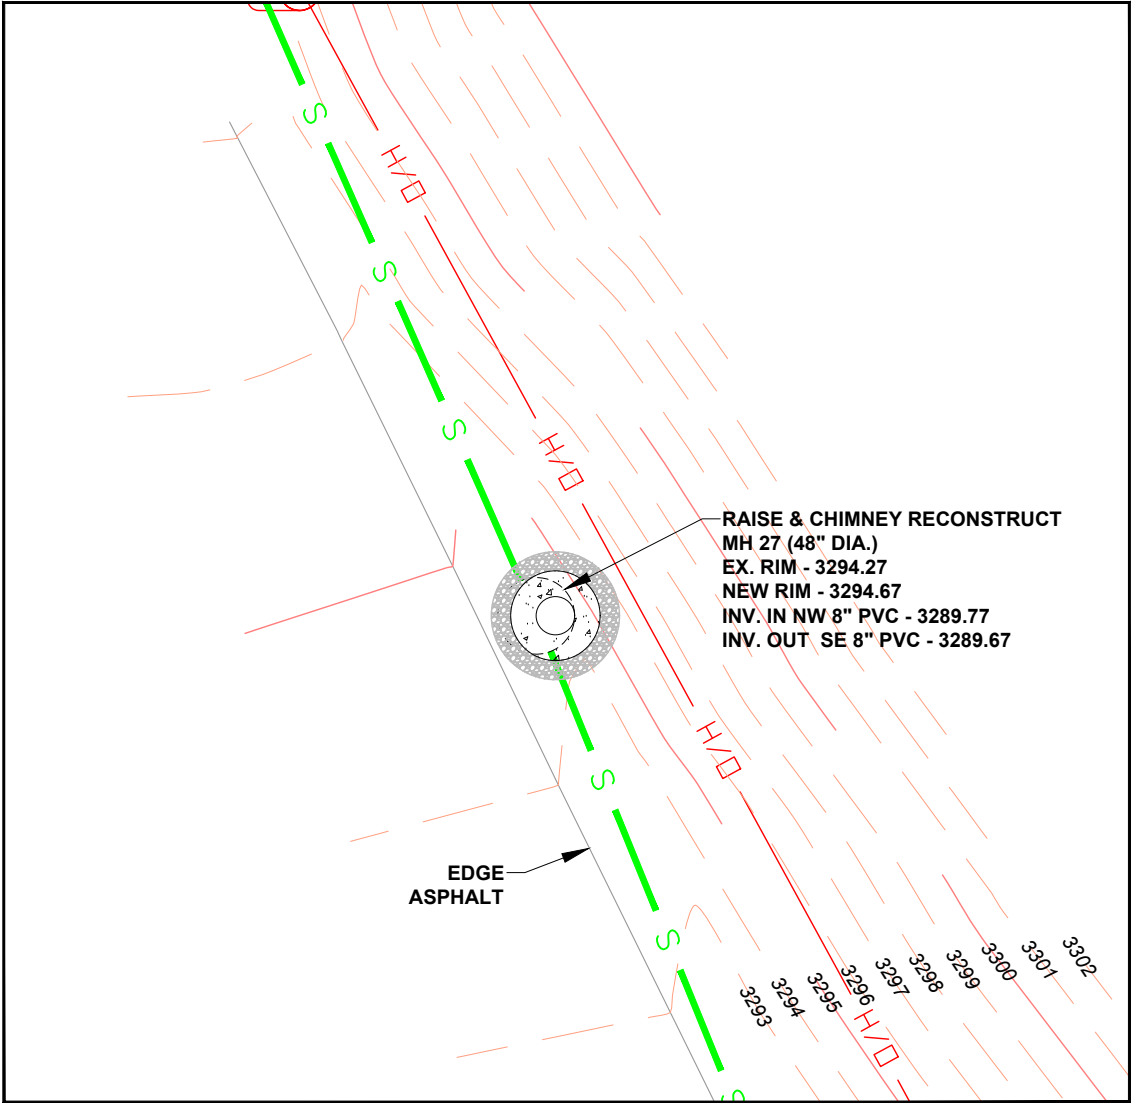 S
O/H
S
S
O/H
RAISE & CHIMNEY RECONSTRUCT
MH 27 (48" DIA.)
EX. RIM - 3294.27
NEW RIM - 3294.67
INV. IN NW 8" PVC - 3289.77
INV. OUT SE 8" PVC - 3289.67
O/H
S
EDGE
ASPHALT
S
3293
3294
3295
3296
3297
3298
3299
3300
3301
3302
O/H
S